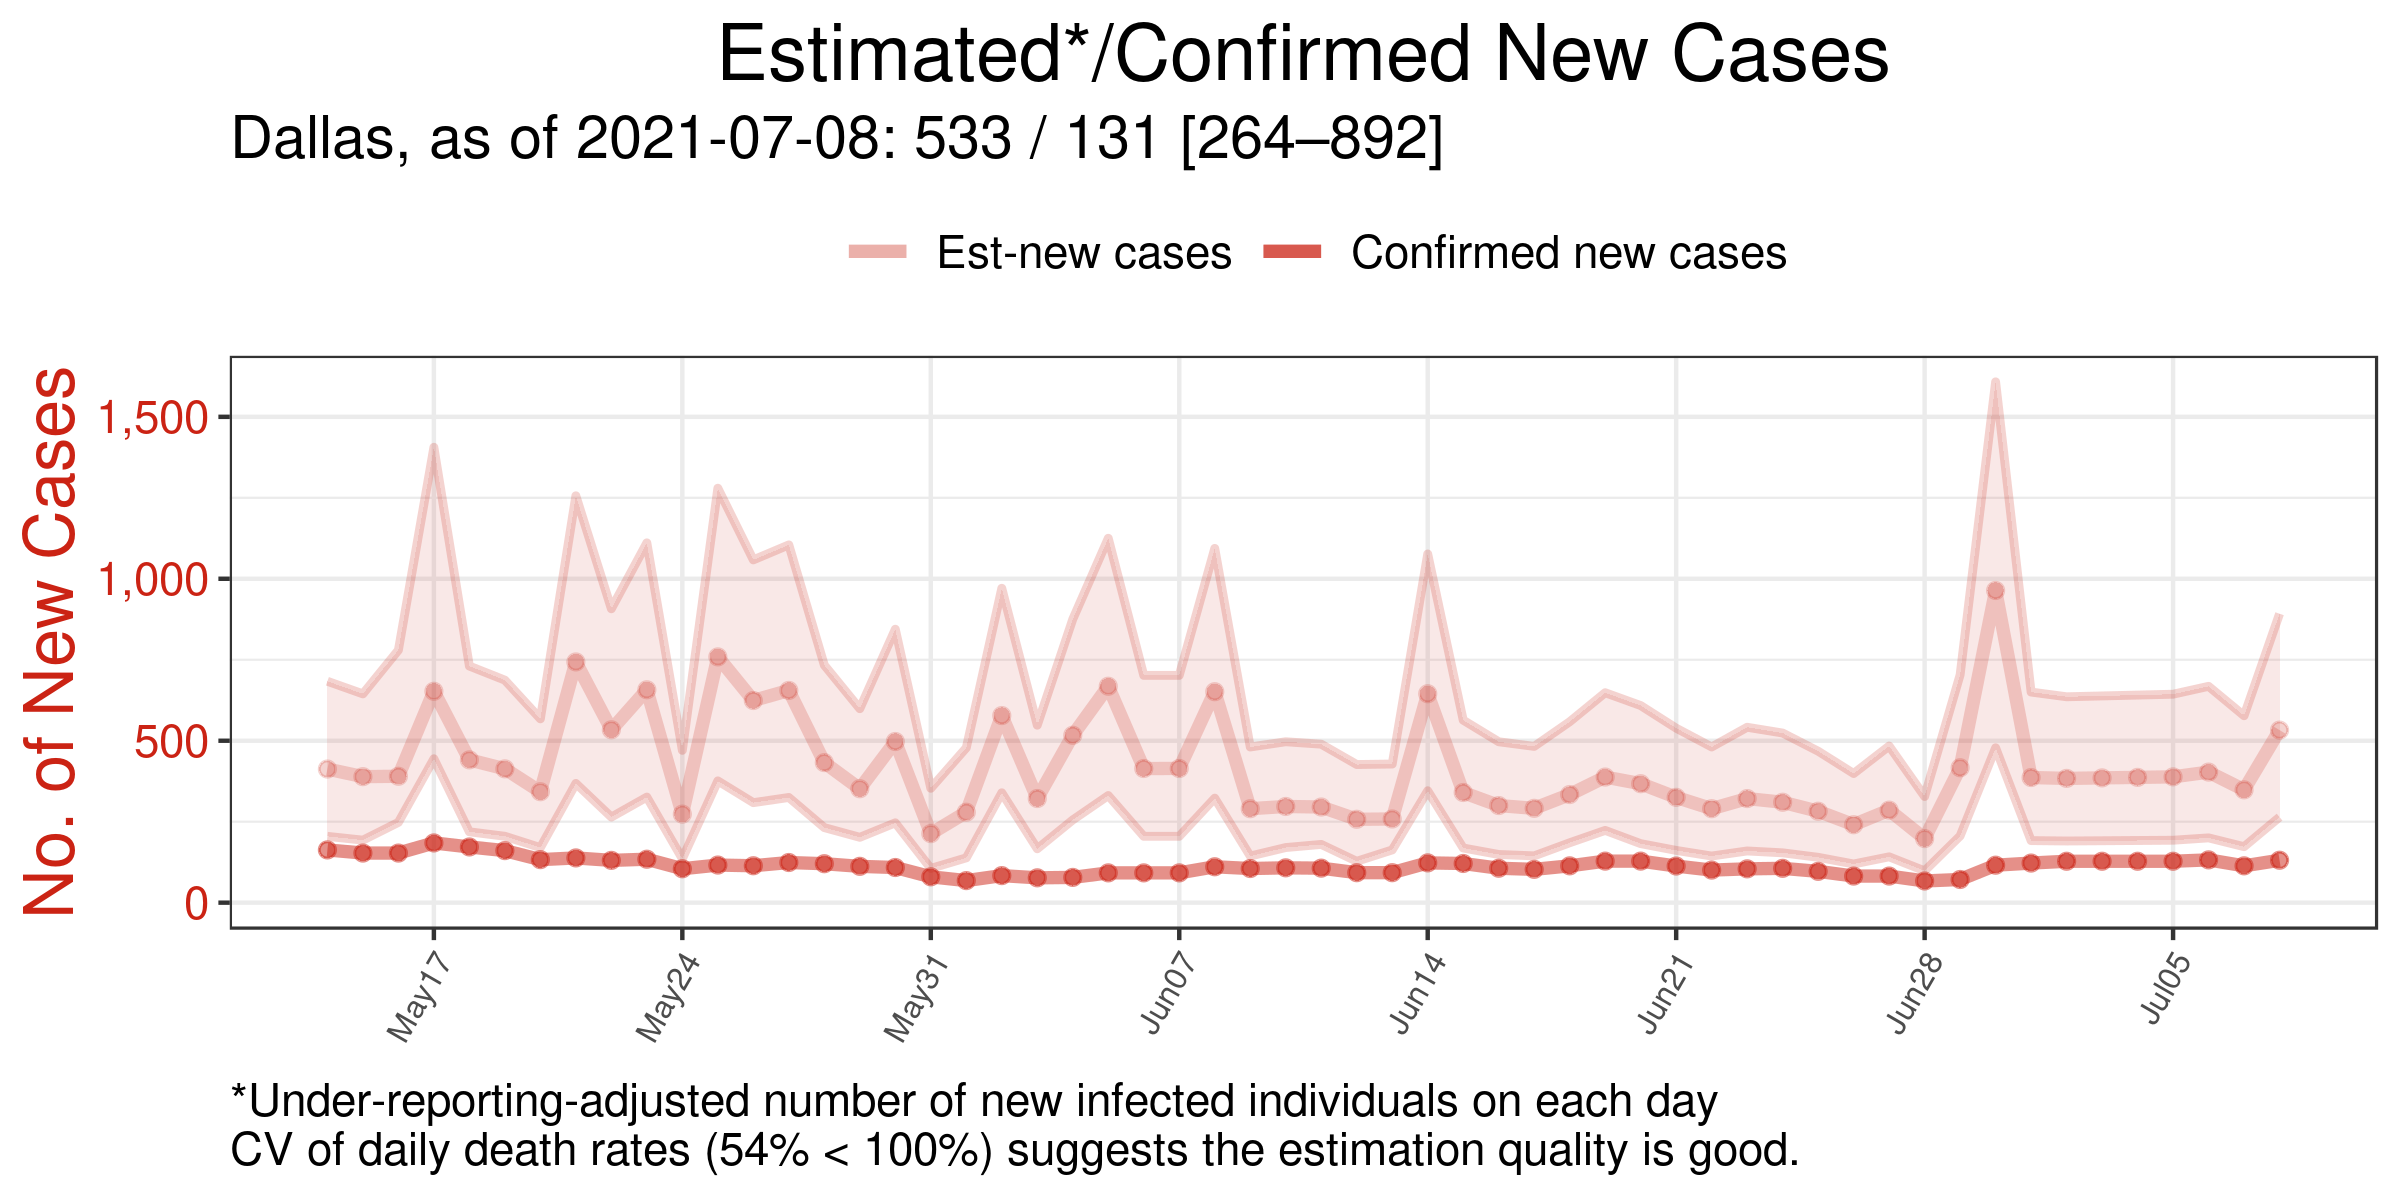 Estimated*/Confirmed New Cases
Dallas, as of 2021-07-08: 533 / 131 [264–892]
Est-new cases Confirmed new cases
No. of New Cases
1,500
1,000
500
0
May17 May24 May31 Jun07 Jun14 Jun21 Jun28 Jul05
*Under-reporting-adjusted number of new infected individuals on each day
CV of daily death rates (54% < 100%) suggests the estimation quality is good.